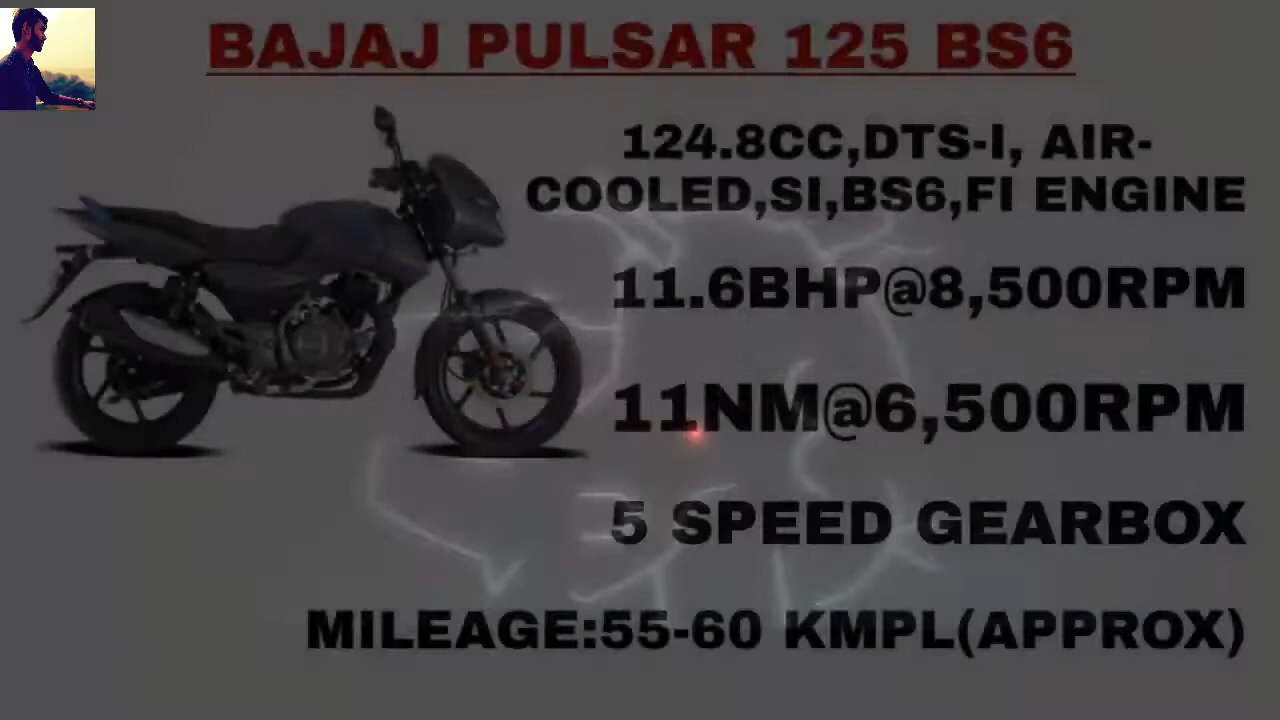 BAJAJ PULSAR 125 BS6
124.8CC,DTS-I, AIR-
COOLED,SI,BS6,FI ENGINE
11.6BHP@8,500RPM
11NM@6,500RPM
5 SPEED GEARBOX
MILEAGE:55-60 KMPL(APPROX)